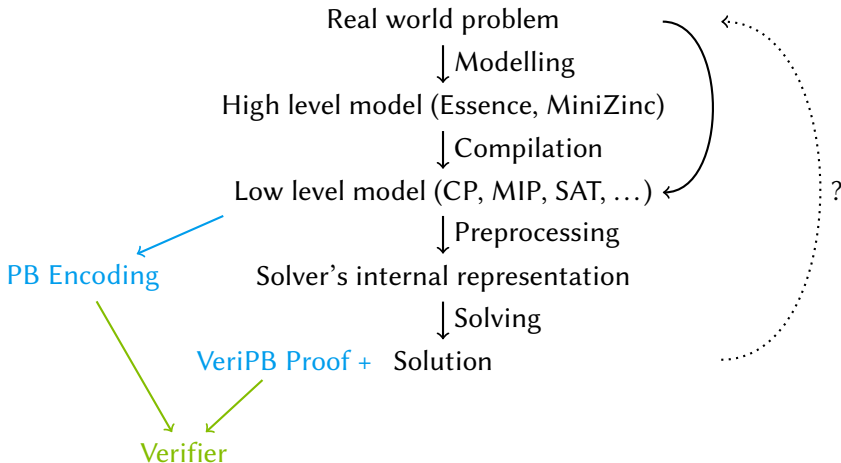 Real world problem
Modelling
High level model (Essence, MiniZinc)
Compilation
Low level model (CP, MIP, SAT, …)
?
Preprocessing
PB Encoding
Solver's internal representation
Solving
VeriPB Proof + Solution
Verifier